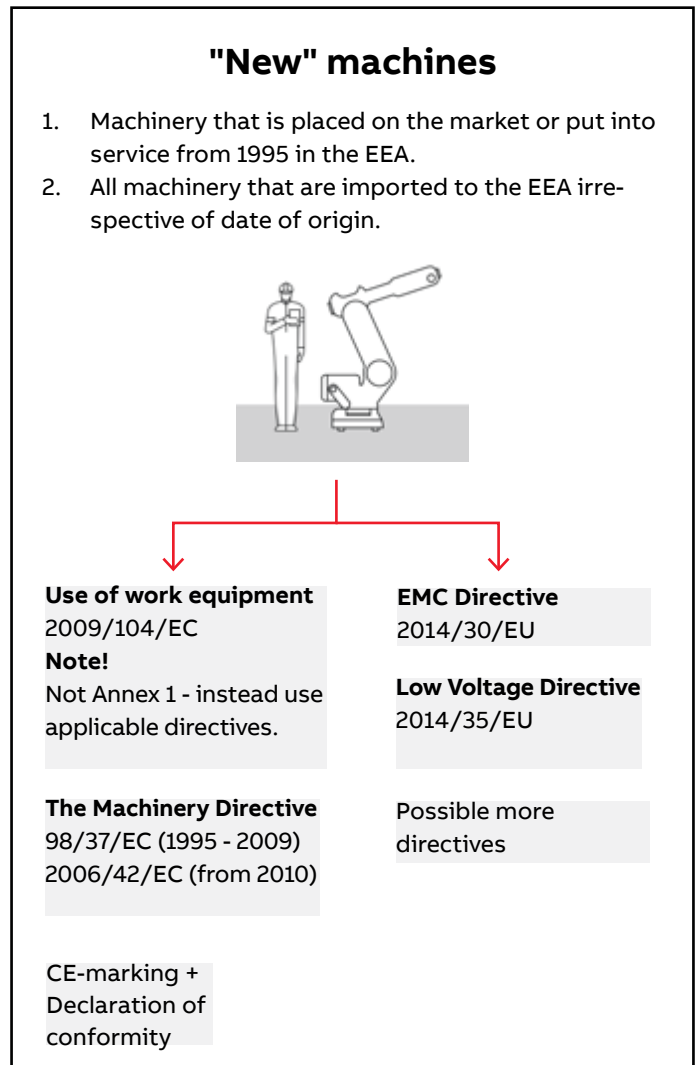 "New" machines
1. Machinery that is placed on the market or put into
service from 1995 in the EEA.
2. All machinery that are imported to the EEA irre-
spective of date of origin.
Use of work equipment
2009/104/EC
Note!
Not Annex 1 - instead use
applicable directives.
The Machinery Directive
98/37/EC (1995 - 2009)
2006/42/EC (from 2010)
CE-marking +
Declaration of
conformity
EMC Directive
2014/30/EU
Low Voltage Directive
2014/35/EU
Possible more
directives